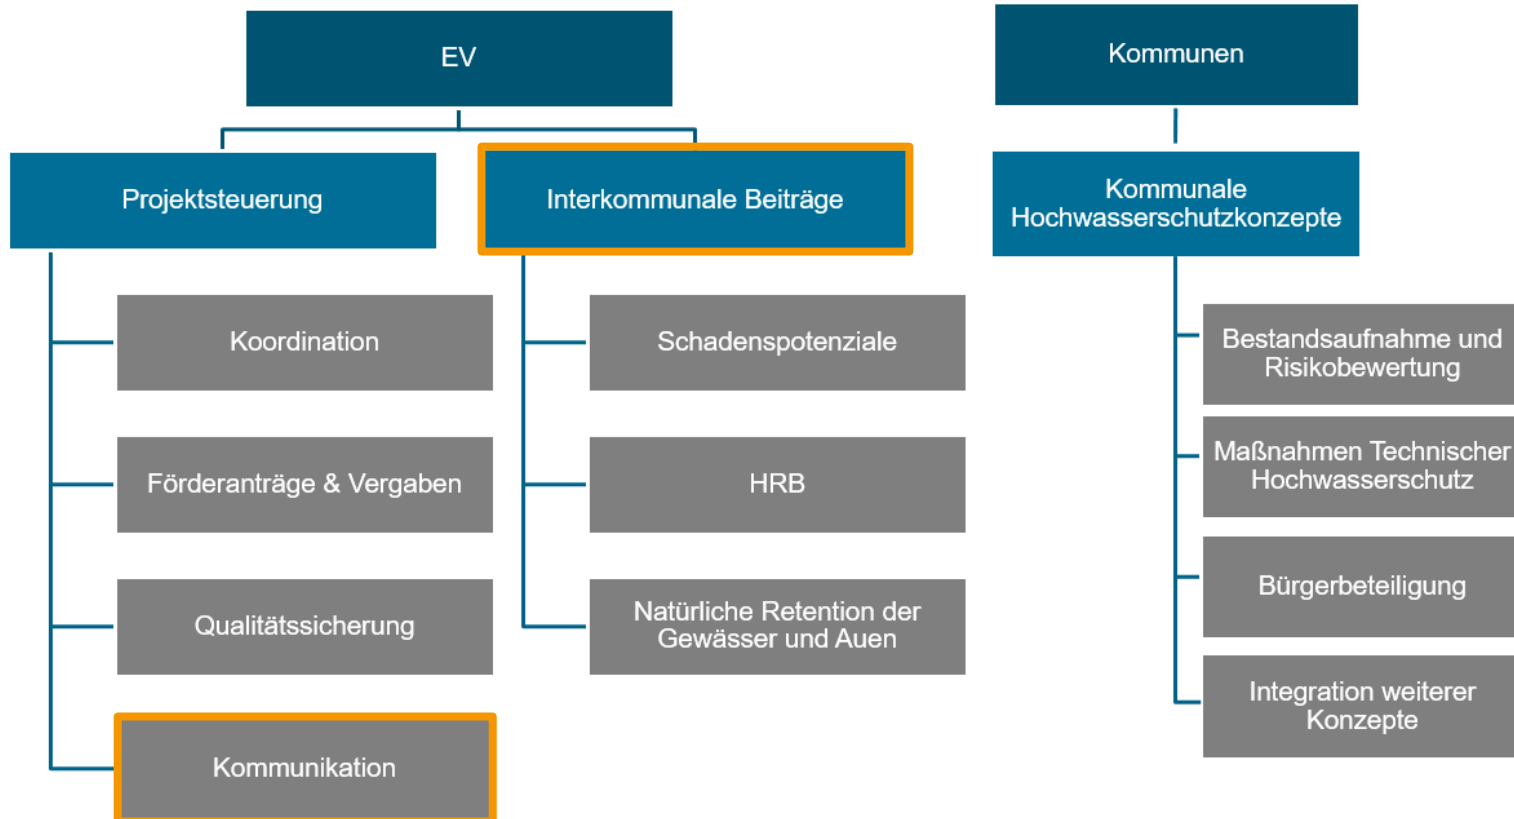 EV
Projektsteuerung
Koordination
Förderanträge & Vergaben
Qualitätssicherung
Kommunikation
Interkommunale Beiträge
Schadenspotenziale
HRB
Natürliche Retention der
Gewässer und Auen
Kommunen
Kommunale
Hochwasserschutzkonzepte
Bestandsaufnahme und
Risikobewertung
Maßnahmen Technischer
Hochwasserschutz
Bürgerbeteiligung
Integration weiterer
Konzepte